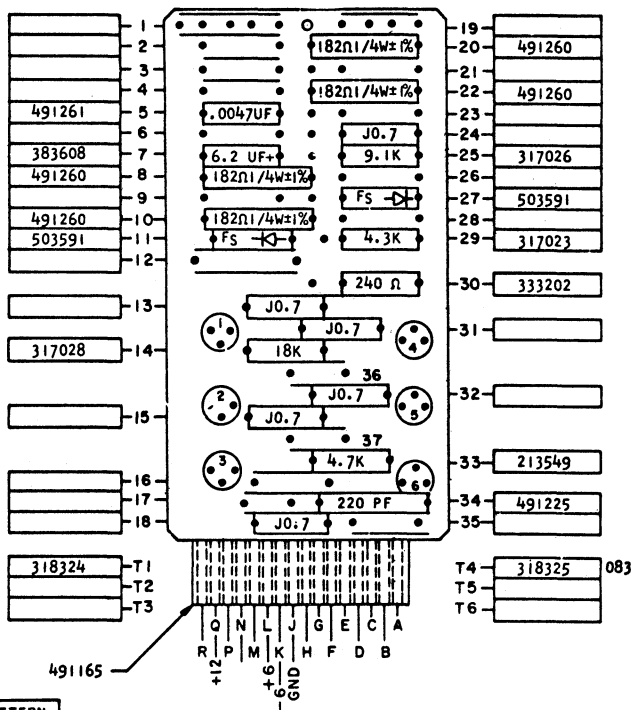 1 19
2 182Ω1/4W±1% 20 491260
3 21
4 182Ω1/4W±1% 22 491260
491261 5 .0047UF 23
6 J0.7 24
383608 7 6.2 UF+ 9.1K 25 317026
491260 8 182Ω1/4W±1% 26
9 FS 27 503591
491260 10 182Ω1/4W±1% 28
503591 11 FS 4.3K 29 317023
12
240 Ω 30 333202
13 J0.7
1 J0.7 4 31
317028 14 18K
36
2 J0.7 5 32
15 J0.7
37
3 4.7K 6 33 213549
16
17 220 PF 34 491225
18 J0.7 35
318324 T1 T4 318325 083
T2 T5
T3 T6
R Q P N M L K J H G F E D C B A
+12 +6 -6 GND
491165